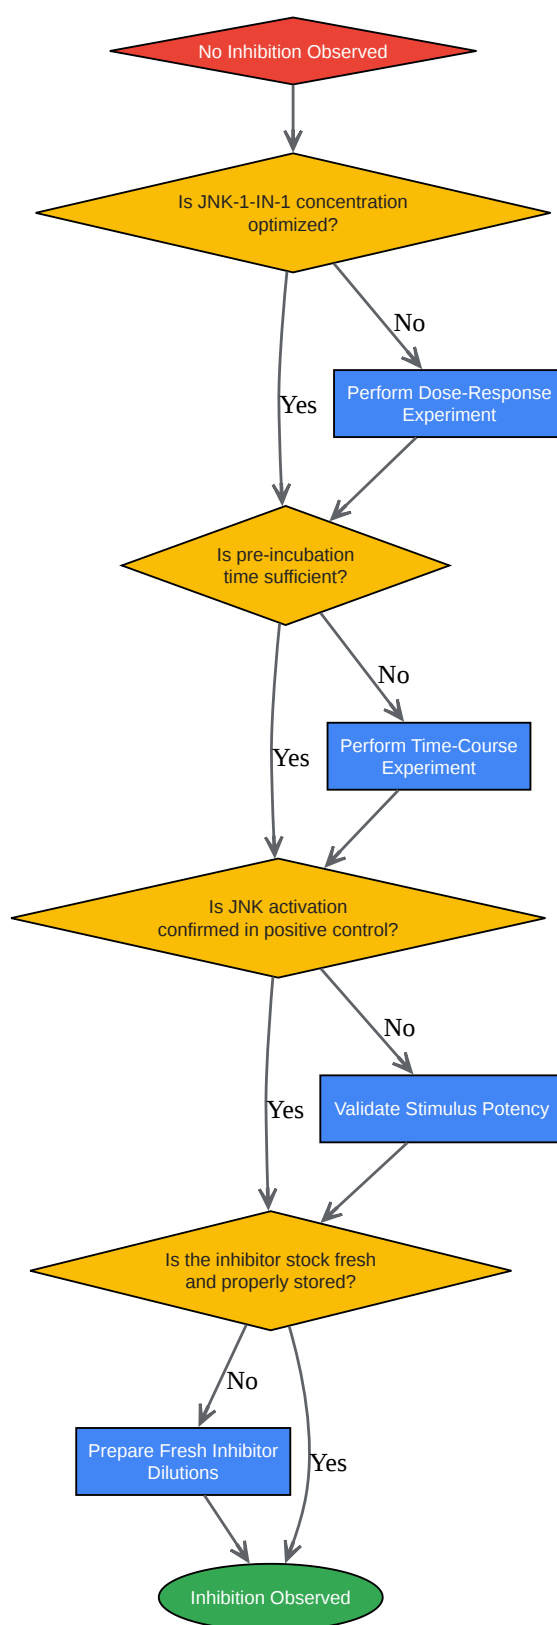 No Inhibition Observed
Is JNK-1-IN-1 concentration
optimized?
No
Yes
Perform Dose-Response
Experiment
Is pre-incubation
time sufficient?
No
Yes
Perform Time-Course
Experiment
Is JNK activation
confirmed in positive control?
No
Yes
Validate Stimulus Potency
Is the inhibitor stock fresh
and properly stored?
No
Yes
Prepare Fresh Inhibitor
Dilutions
Inhibition Observed